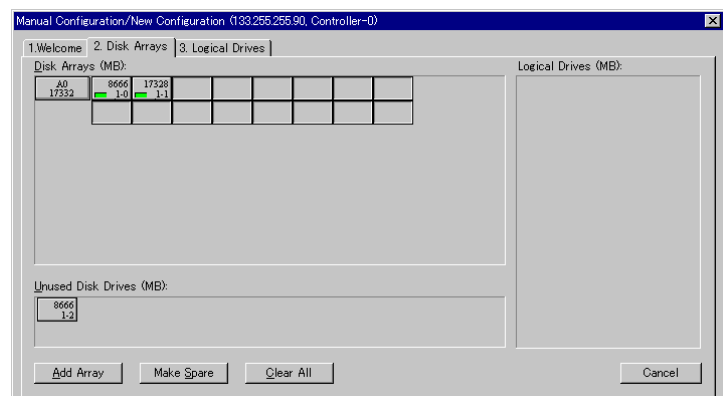 Manual Configuration/New Configuration (133.255.255.90, Controller-0)
1.Welcome 2. Disk Arrays 3. Logical Drives
Disk Arrays (MB): Logical Drives (MB):
A0 8666 17328
17332 1-0 1-1
Unused Disk Drives (MB):
8666
1-2
Add Array Make Spare Clear All Cancel